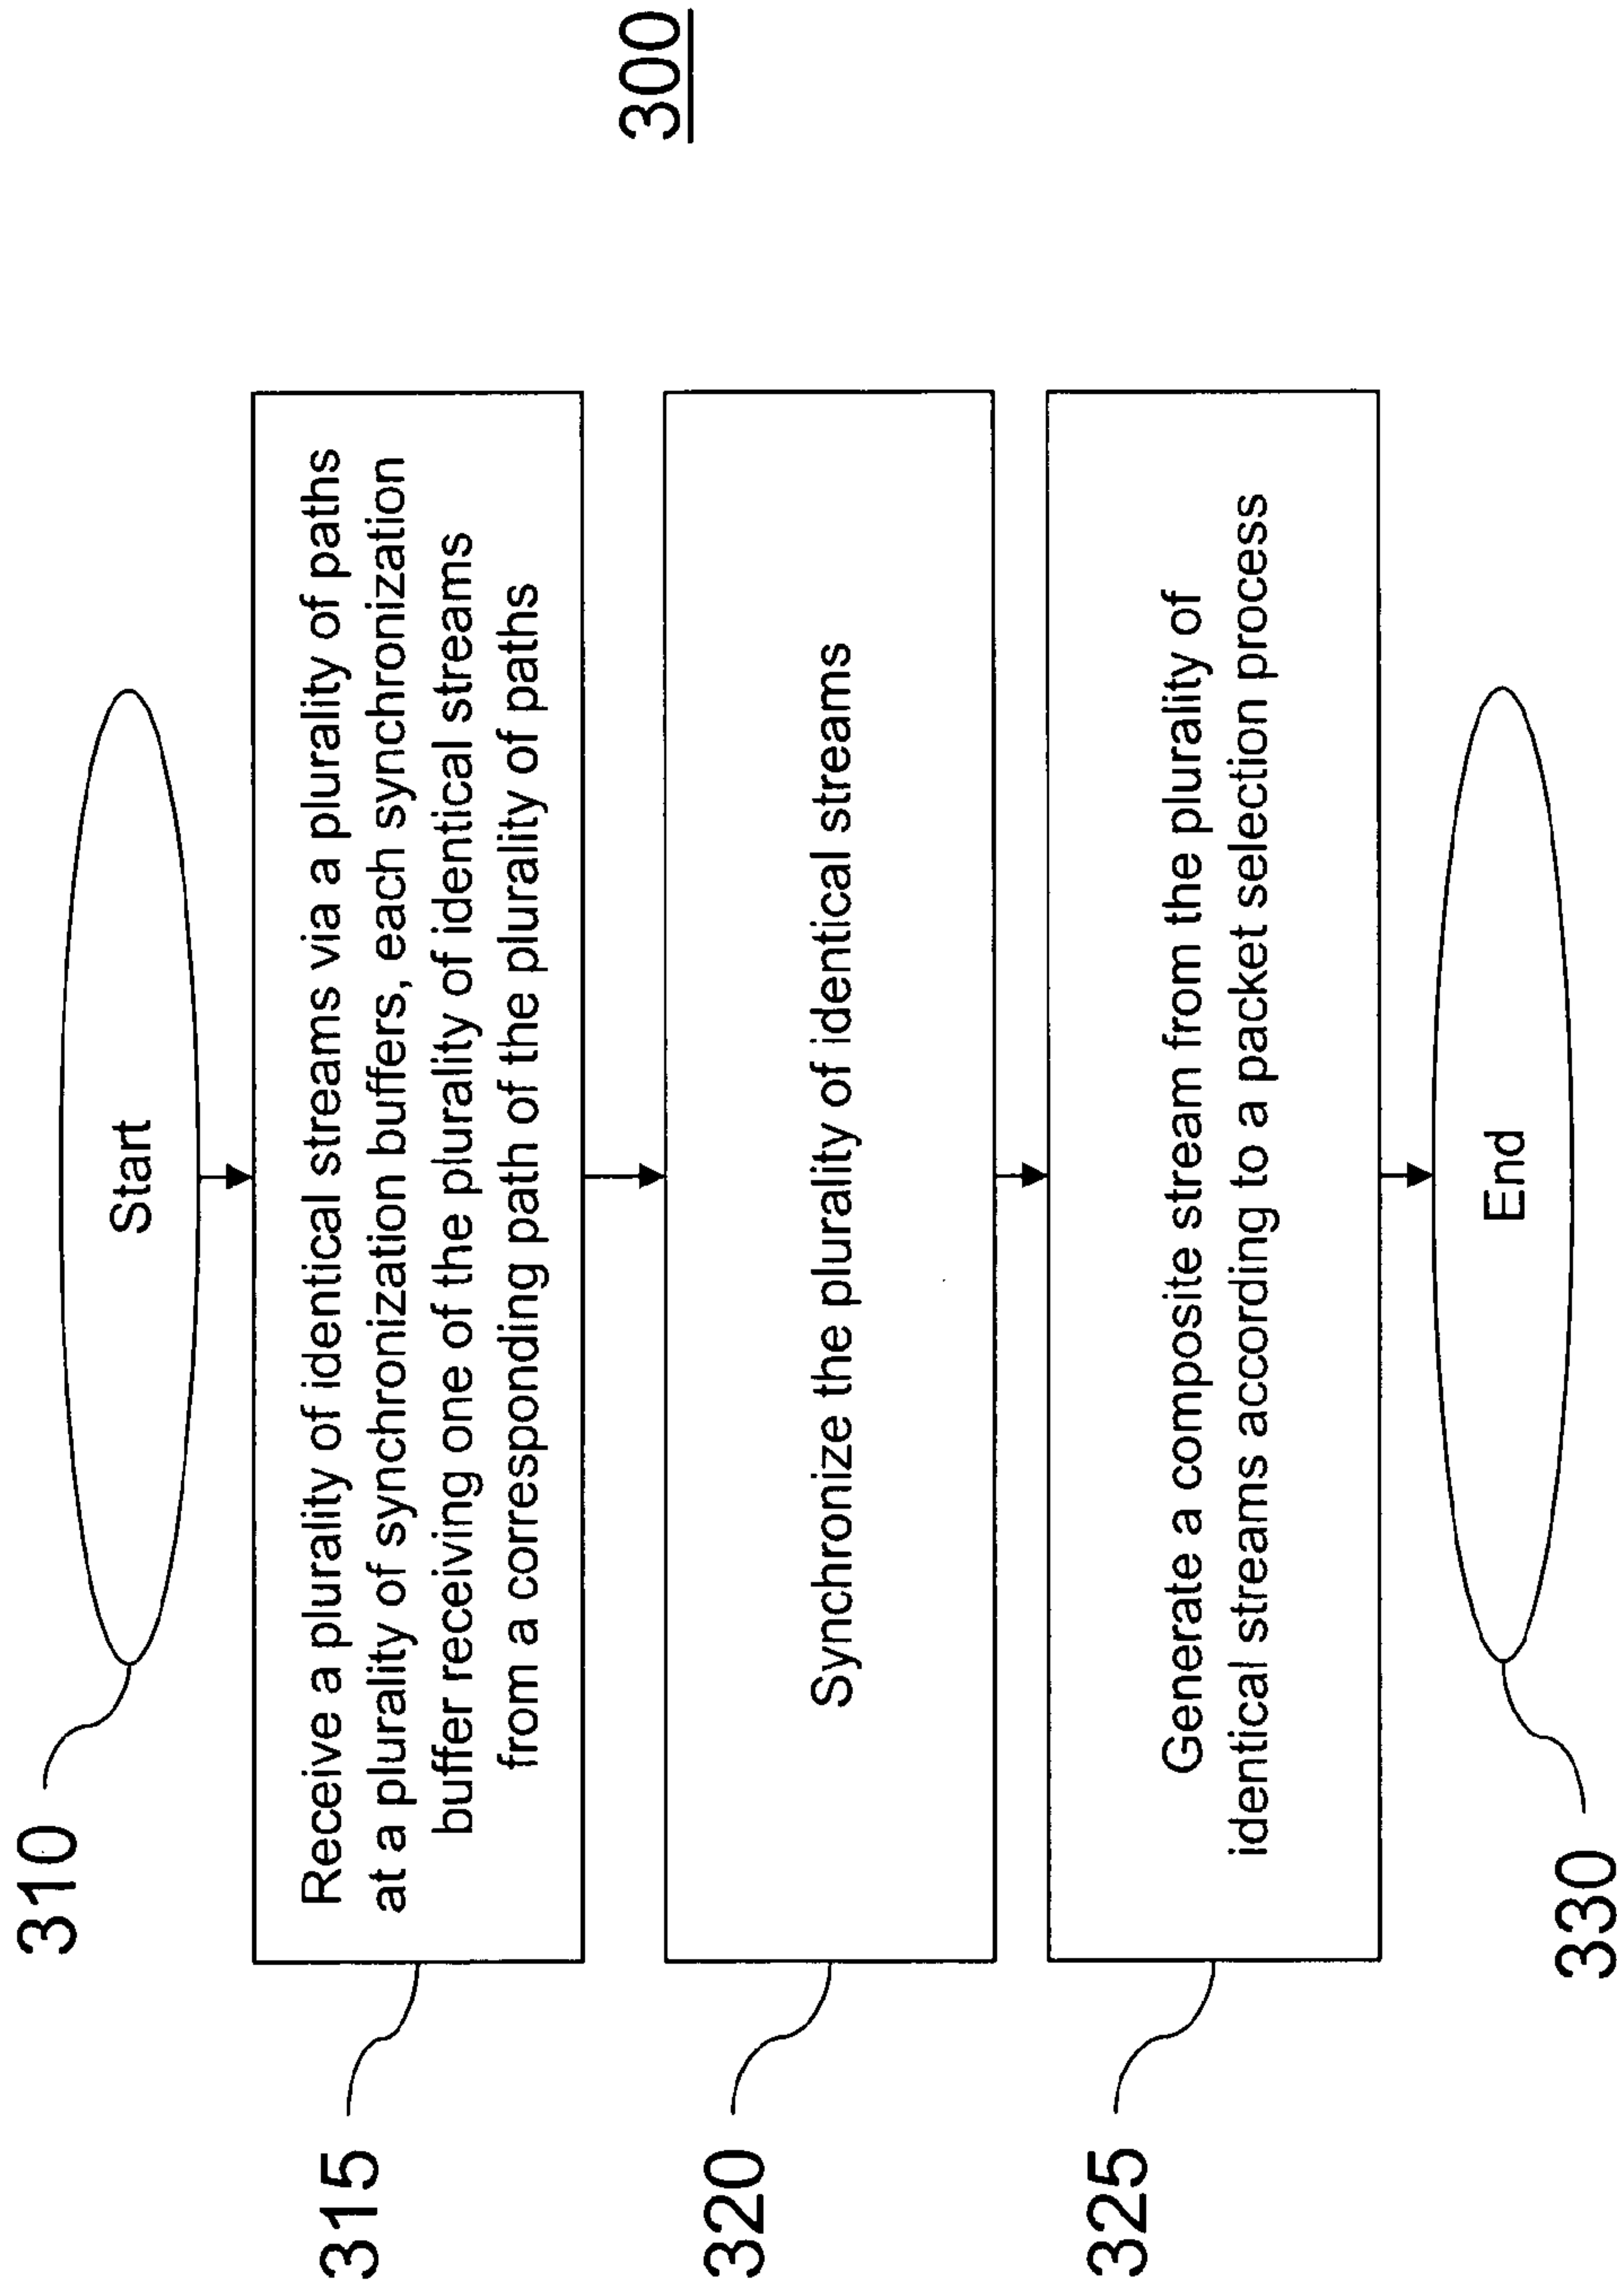 300
310
Start
315
Receive a plurality of identical streams via a plurality of paths
at a plurality of synchronization buffers, each synchronization
buffer receiving one of the plurality of identical streams
from a corresponding path of the plurality of paths
320
Synchronize the plurality of identical streams
325
Generate a composite stream from the plurality of
identical streams according to a packet selection process
330
End